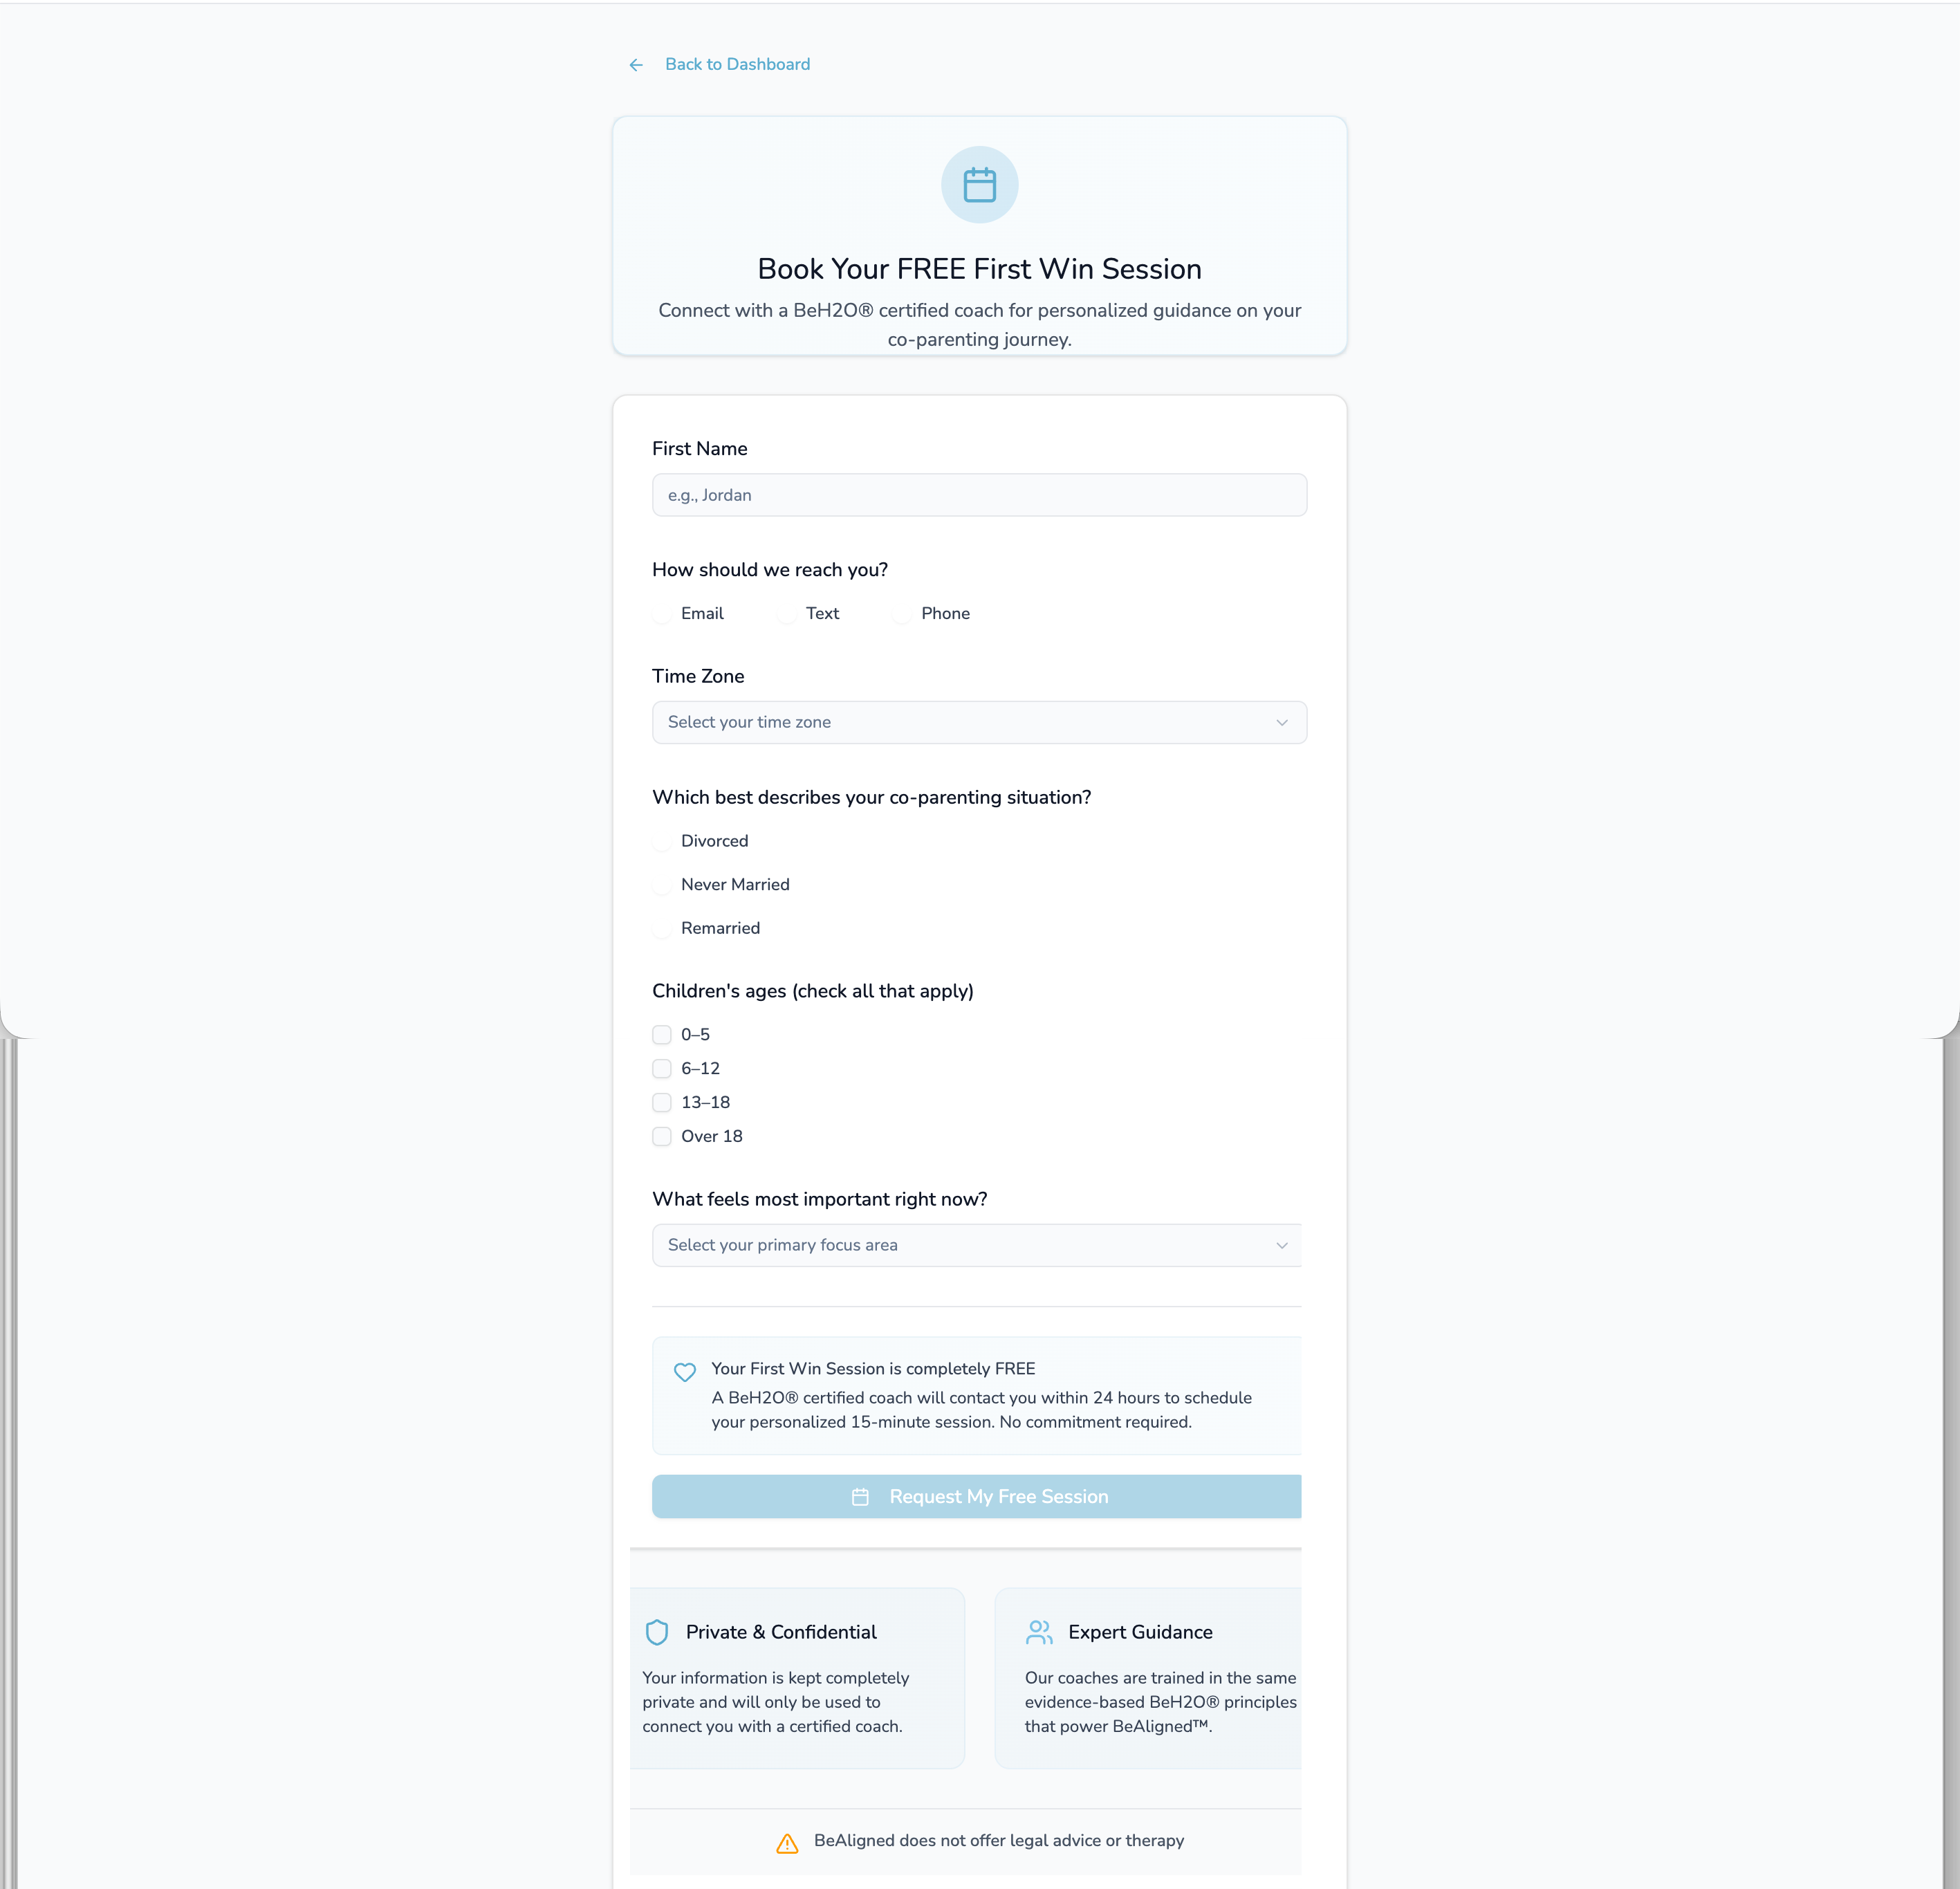 Back to Dashboard
Book Your FREE First Win Session
Connect with a BeH2O® certified coach for personalized guidance on your
co-parenting journey.
First Name
e.g., Jordan
How should we reach you?
Email Text Phone
Time Zone
Select your time zone
Which best describes your co-parenting situation?
Divorced
Never Married
Remarried
Children's ages (check all that apply)
0–5
6–12
13–18
Over 18
What feels most important right now?
Select your primary focus area
Your First Win Session is completely FREE
A BeH2O® certified coach will contact you within 24 hours to schedule
your personalized 15-minute session. No commitment required.
Request My Free Session
Private & Confidential
Your information is kept completely
private and will only be used to
connect you with a certified coach.
Expert Guidance
Our coaches are trained in the same
evidence-based BeH2O® principles
that power BeAligned™.
BeAligned does not offer legal advice or therapy